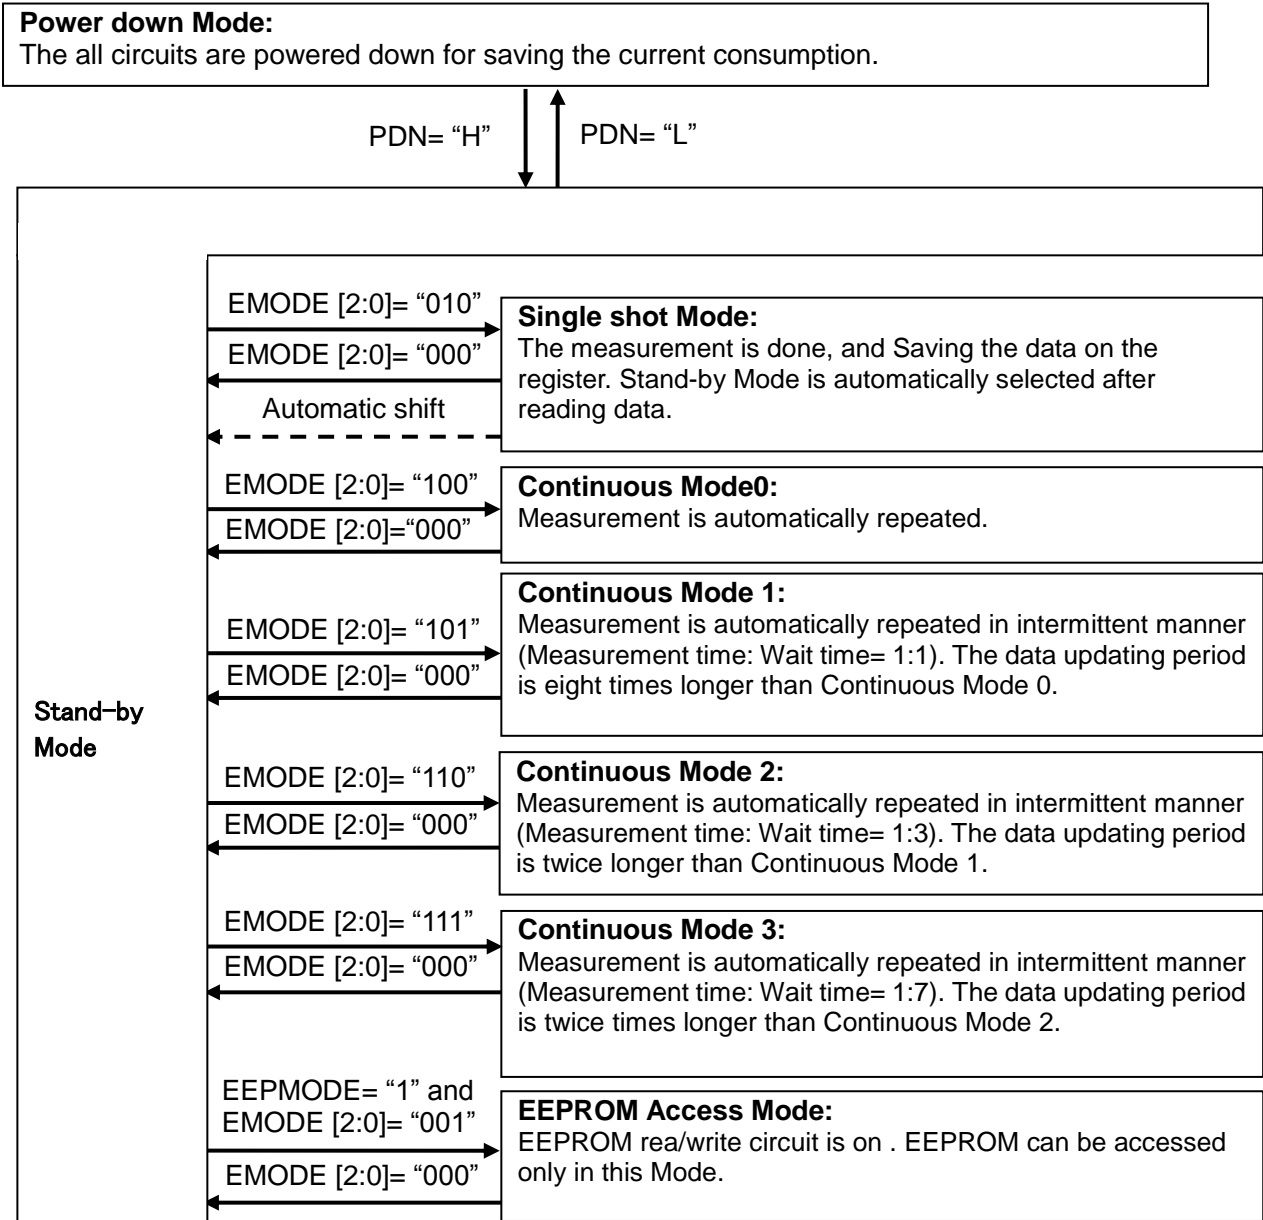 Power down Mode:
The all circuits are powered down for saving the current consumption.
PDN= “H”
PDN= “L”
Stand-by
Mode
EMODE [2:0]= “010”
EMODE [2:0]= “000”
Automatic shift
Single shot Mode:
The measurement is done, and Saving the data on the
register. Stand-by Mode is automatically selected after
reading data.
EMODE [2:0]= “100”
EMODE [2:0]=“000”
Continuous Mode0:
Measurement is automatically repeated.
EMODE [2:0]= “101”
EMODE [2:0]= “000”
Continuous Mode 1:
Measurement is automatically repeated in intermittent manner
(Measurement time: Wait time= 1:1). The data updating period
is eight times longer than Continuous Mode 0.
EMODE [2:0]= “110”
EMODE [2:0]= “000”
Continuous Mode 2:
Measurement is automatically repeated in intermittent manner
(Measurement time: Wait time= 1:3). The data updating period
is twice longer than Continuous Mode 1.
EMODE [2:0]= “111”
EMODE [2:0]= “000”
Continuous Mode 3:
Measurement is automatically repeated in intermittent manner
(Measurement time: Wait time= 1:7). The data updating period
is twice times longer than Continuous Mode 2.
EEPMODE= “1” and
EMODE [2:0]= “001”
EMODE [2:0]= “000”
EEPROM Access Mode:
EEPROM rea/write circuit is on . EEPROM can be accessed
only in this Mode.